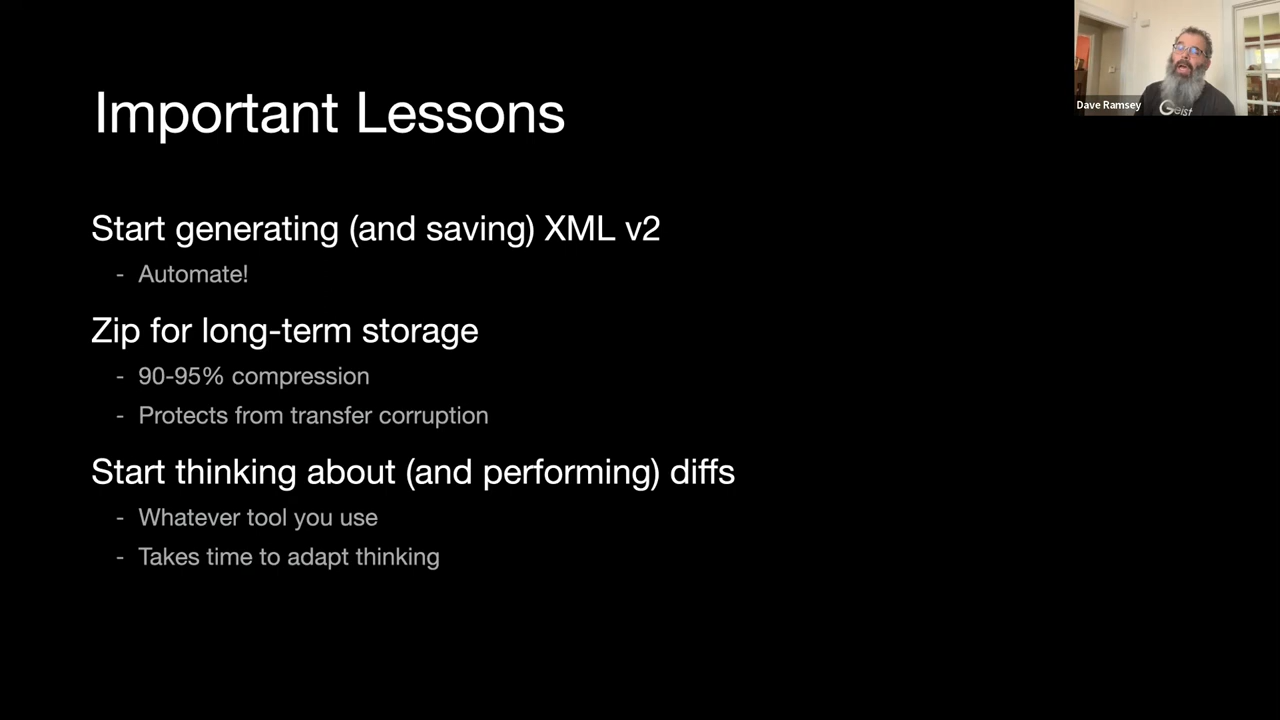 Important Lessons
Start generating (and saving) XML v2
- Automate!
Zip for long-term storage
- 90-95% compression
- Protects from transfer corruption
Start thinking about (and performing) diffs
- Whatever tool you use
- Takes time to adapt thinking
Dave Ramsey
Geist